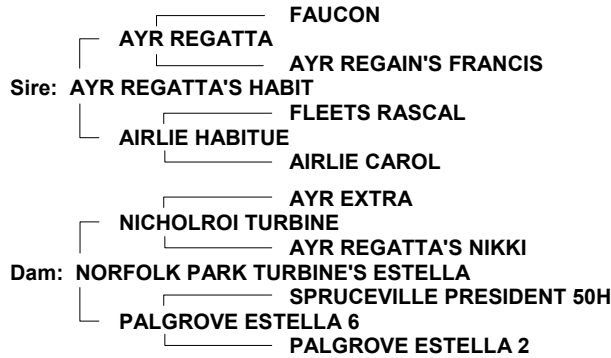 FAUCON
AYR REGATTA
AYR REGAIN'S FRANCIS
Sire: AYR REGATTA'S HABIT
FLEETS RASCAL
AIRLIE HABITUE
AIRLIE CAROL
AYR EXTRA
NICHOLROI TURBINE
AYR REGATTA'S NIKKI
Dam: NORFOLK PARK TURBINE'S ESTELLA
SPRUCEVILLE PRESIDENT 50H
PALGROVE ESTELLA 6
PALGROVE ESTELLA 2